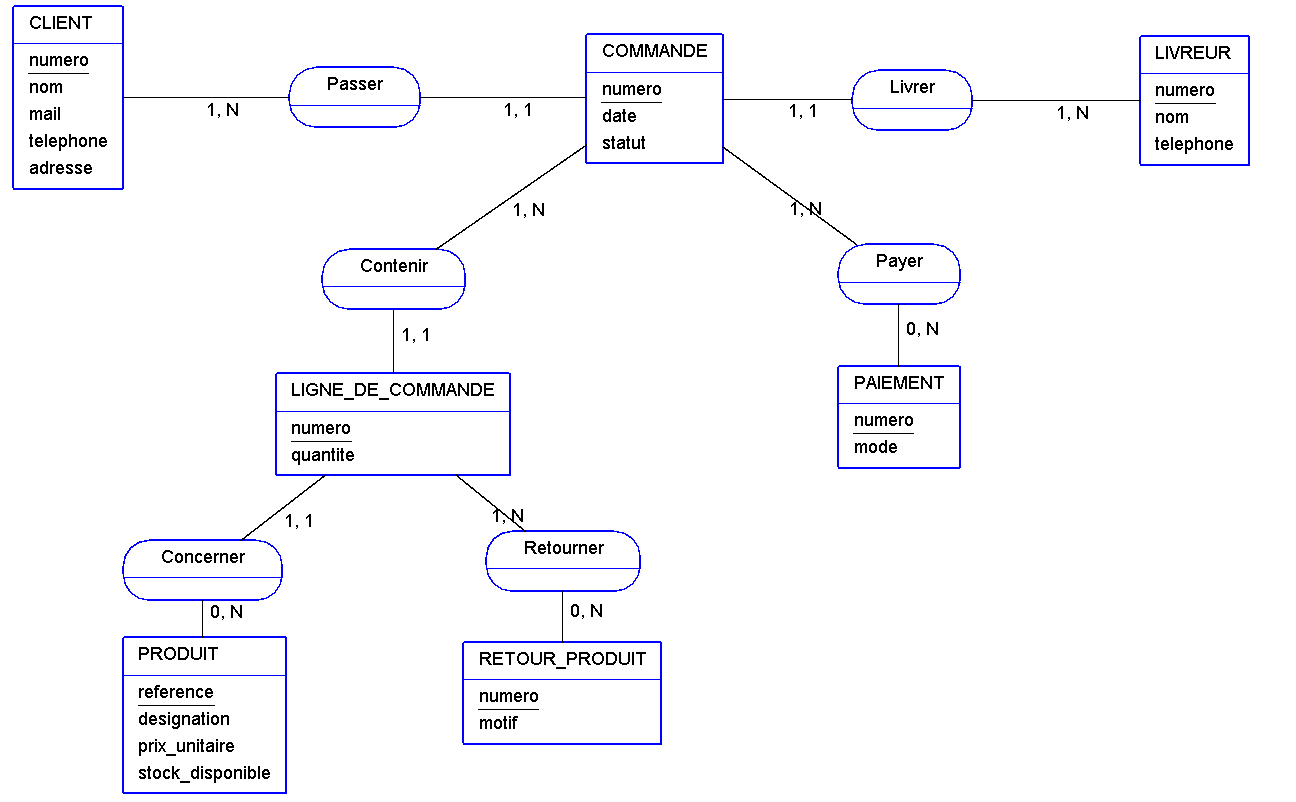 CLIENT
numero
nom
mail
telephone
adresse
1, N
Passer
1, 1
COMMANDE
numero
date
statut
1, 1
Livrer
1, N
LIVREUR
numero
nom
telephone
1, N
Contenir
1, 1
1, N
Payer
0, N
LIGNE_DE_COMMANDE
numero
quantite
PAIEMENT
numero
mode
1, 1
Concerner
0, N
1, N
Retourner
0, N
PRODUIT
reference
designation
prix_unitaire
stock_disponible
RETOUR_PRODUIT
numero
motif